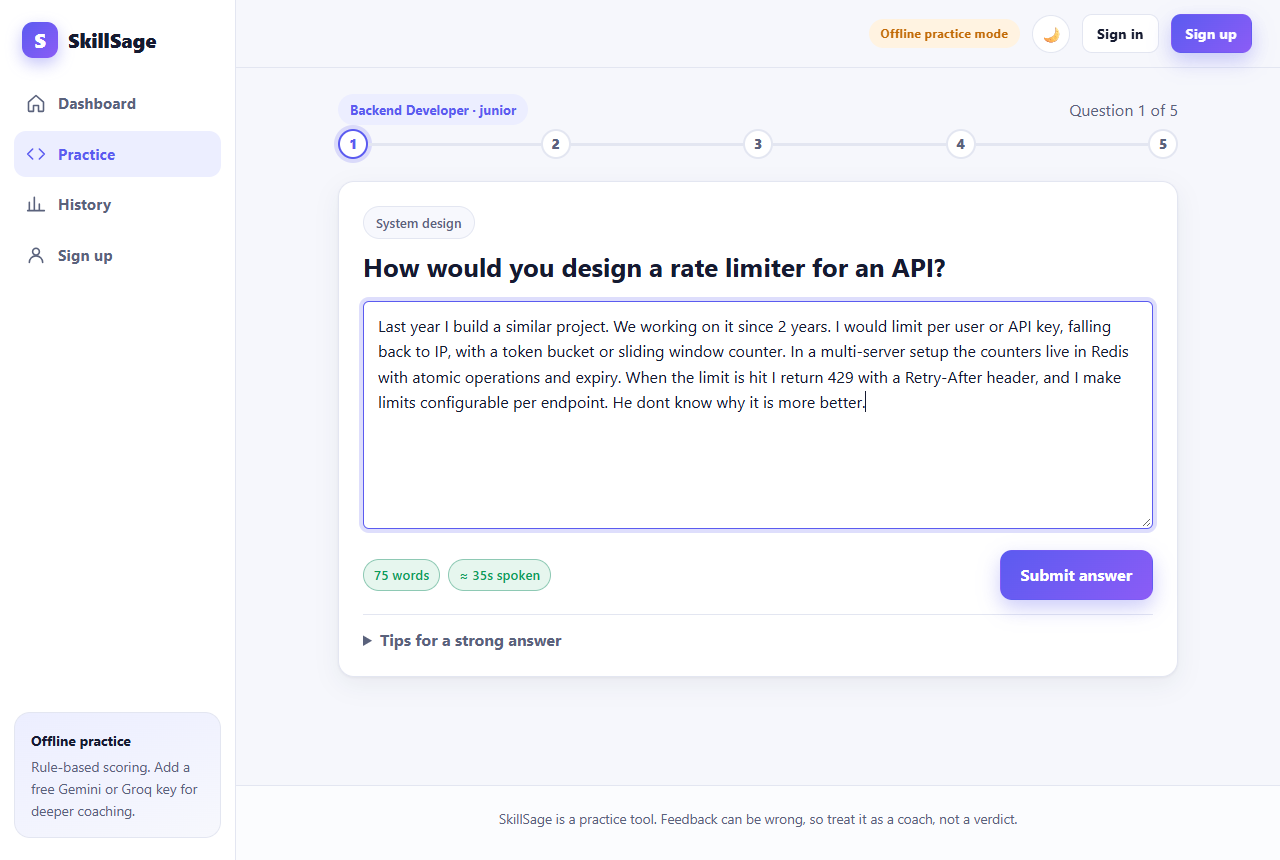 S SkillSage
Offline practice mode
Sign in
Sign up
Dashboard
Practice
History
Sign up
Backend Developer · junior
Question 1 of 5
1 2 3 4 5
System design
How would you design a rate limiter for an API?
Last year I build a similar project. We working on it since 2 years. I would limit per user or API key, falling
back to IP, with a token bucket or sliding window counter. In a multi-server setup the counters live in Redis
with atomic operations and expiry. When the limit is hit I return 429 with a Retry-After header, and I make
limits configurable per endpoint. He dont know why it is more better.
75 words
≈ 35s spoken
Submit answer
Tips for a strong answer
Offline practice
Rule-based scoring. Add a
free Gemini or Groq key for
deeper coaching.
SkillSage is a practice tool. Feedback can be wrong, so treat it as a coach, not a verdict.